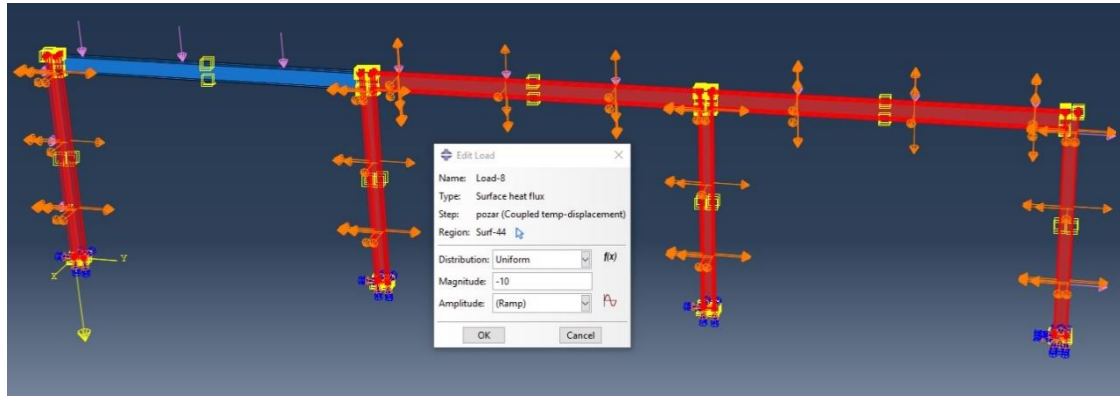 Edit Load
Name: Load-8
Type: Surface heat flux
Step: pozar (Coupled temp-displacement)
Region: Surf-44
Distribution: Uniform f(x)
Magnitude: -10
Amplitude: (Ramp)
OK Cancel
Y
X